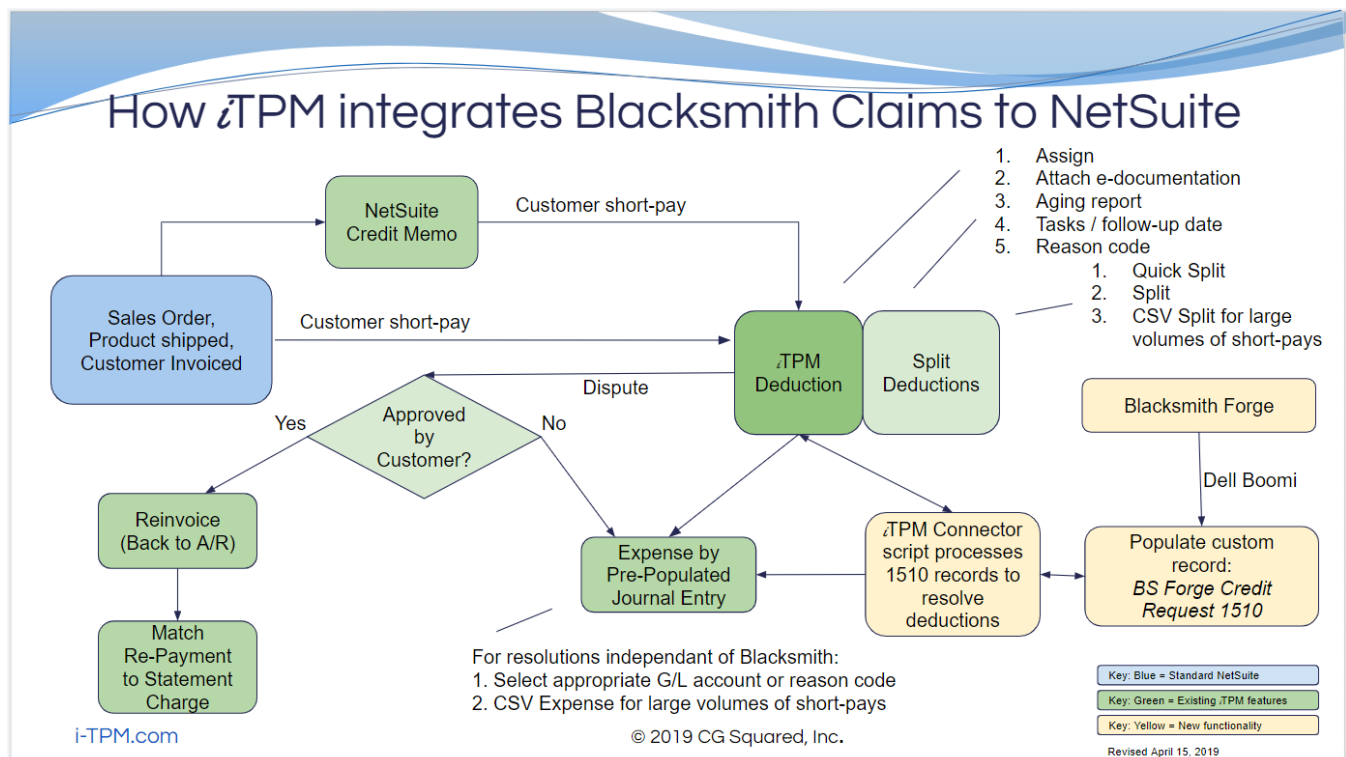 How iTPM integrates Blacksmith Claims to NetSuite
1. Assign
2. Attach e-documentation
3. Aging report
4. Tasks / follow-up date
5. Reason code
1. Quick Split
2. Split
3. CSV Split for large
volumes of short-pays
NetSuite
Credit Memo
Customer short-pay
Sales Order,
Product shipped,
Customer Invoiced
Customer short-pay
iTPM
Deduction
Split
Deductions
Dispute
Approved
by
Customer?
Yes
No
Blacksmith Forge
Dell Boomi
Reinvoice
(Back to A/R)
Expense by
Pre-Populated
Journal Entry
iTPM Connector
script processes
1510 records to
resolve
deductions
Populate custom
record:
BS Forge Credit
Request 1510
Match
Re-Payment
to Statement
Charge
For resolutions independant of Blacksmith:
1. Select appropriate G/L account or reason code
2. CSV Expense for large volumes of short-pays
Key: Blue = Standard NetSuite
Key: Green = Existing iTPM features
Key: Yellow = New functionality
i-TPM.com
© 2019 CG Squared, Inc.
Revised April 15, 2019